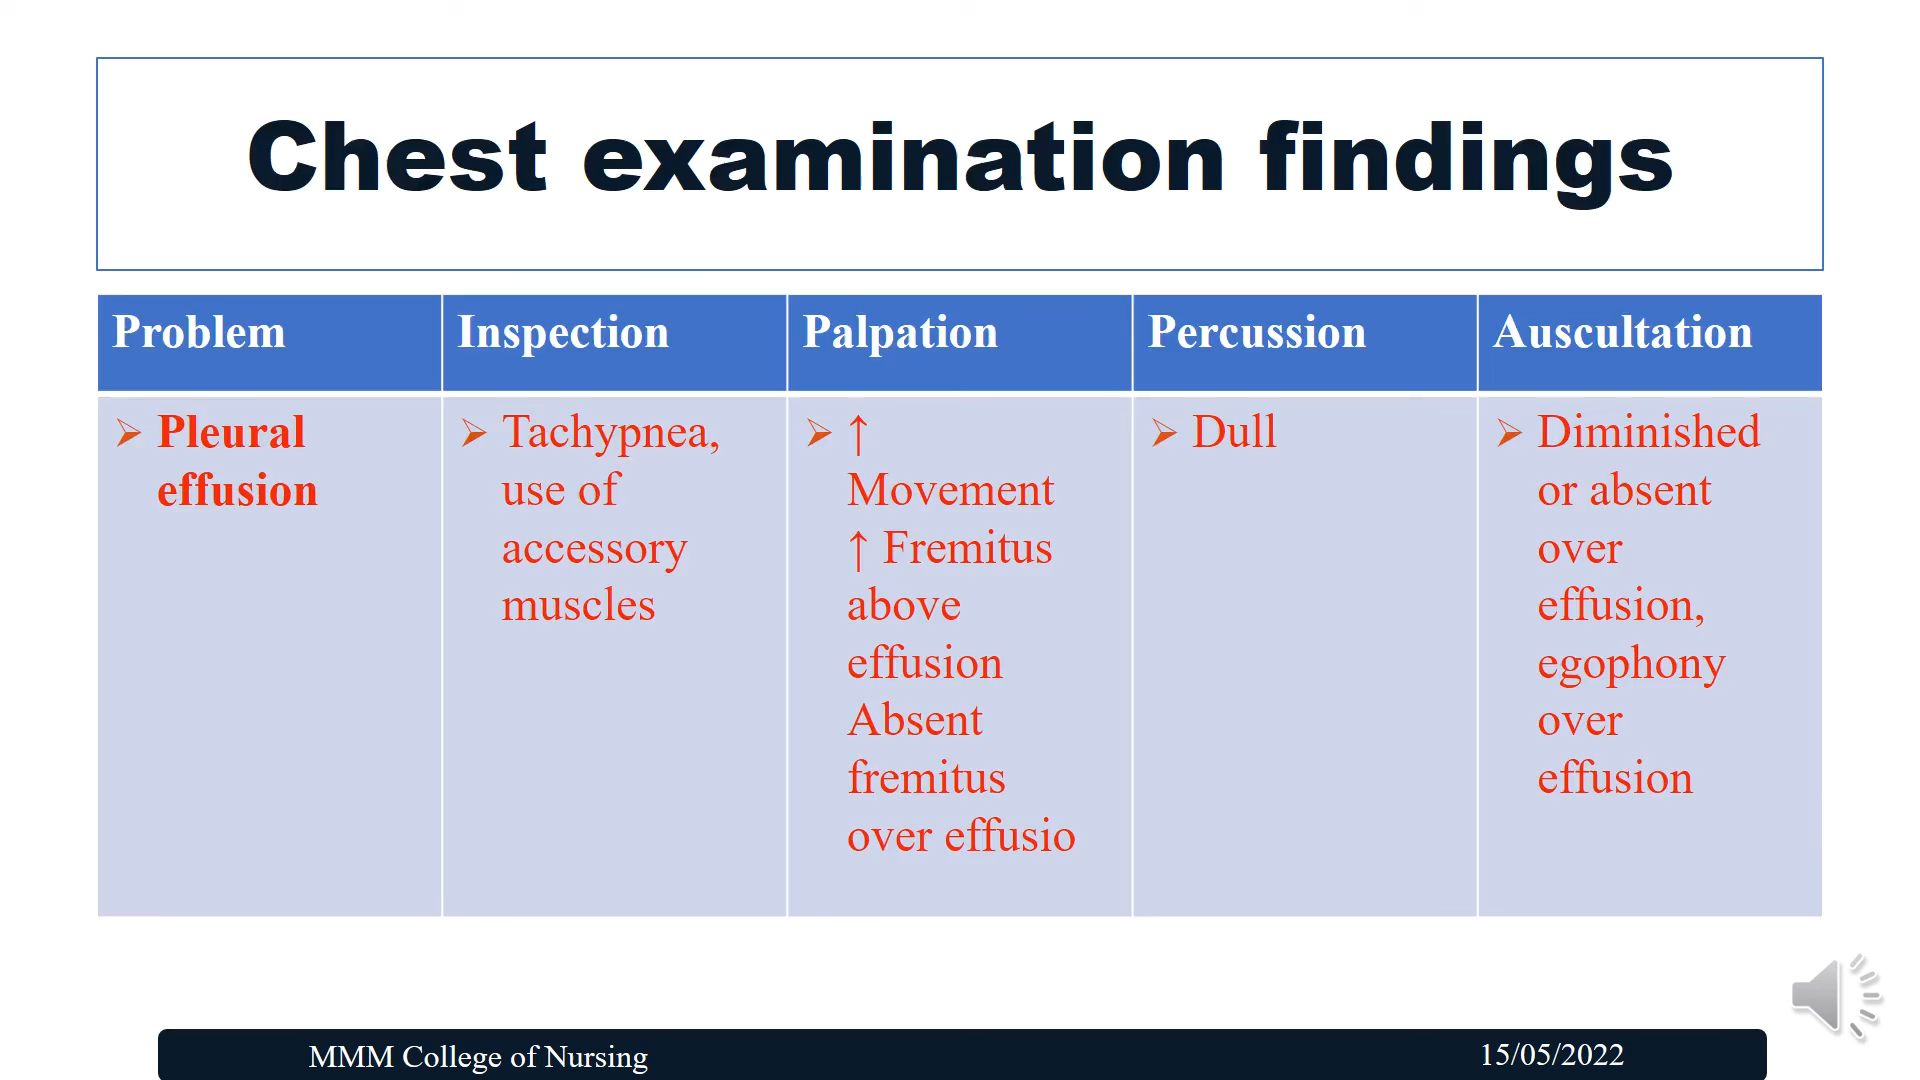 Chest examination findings
Problem
Inspection
Palpation
Percussion
Auscultation
Pleural
effusion
Tachypnea,
use of
accessory
muscles
↑
Movement
↑ Fremitus
above
effusion
Absent
fremitus
over effusio
Dull
Diminished
or absent
over
effusion,
egophony
over
effusion
MMM College of Nursing
15/05/2022